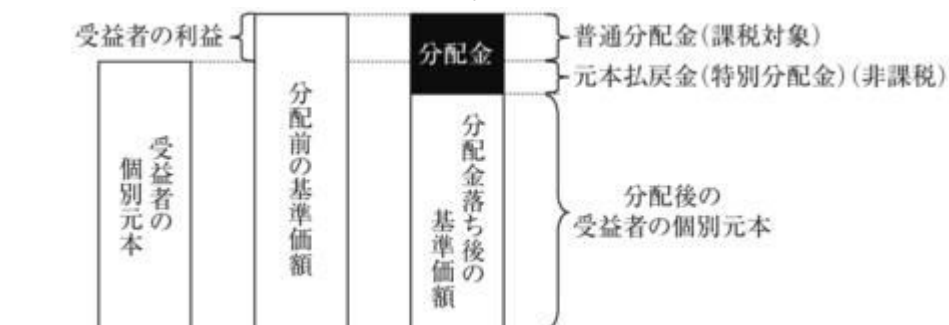 受益者の利益
受益者の
個別元本
分配前の基準価額
分配金
分配金落ち後の
基準価額
普通分配金(課税対象)
元本払戻金(特別分配金)(非課税)
分配後の
受益者の個別元本